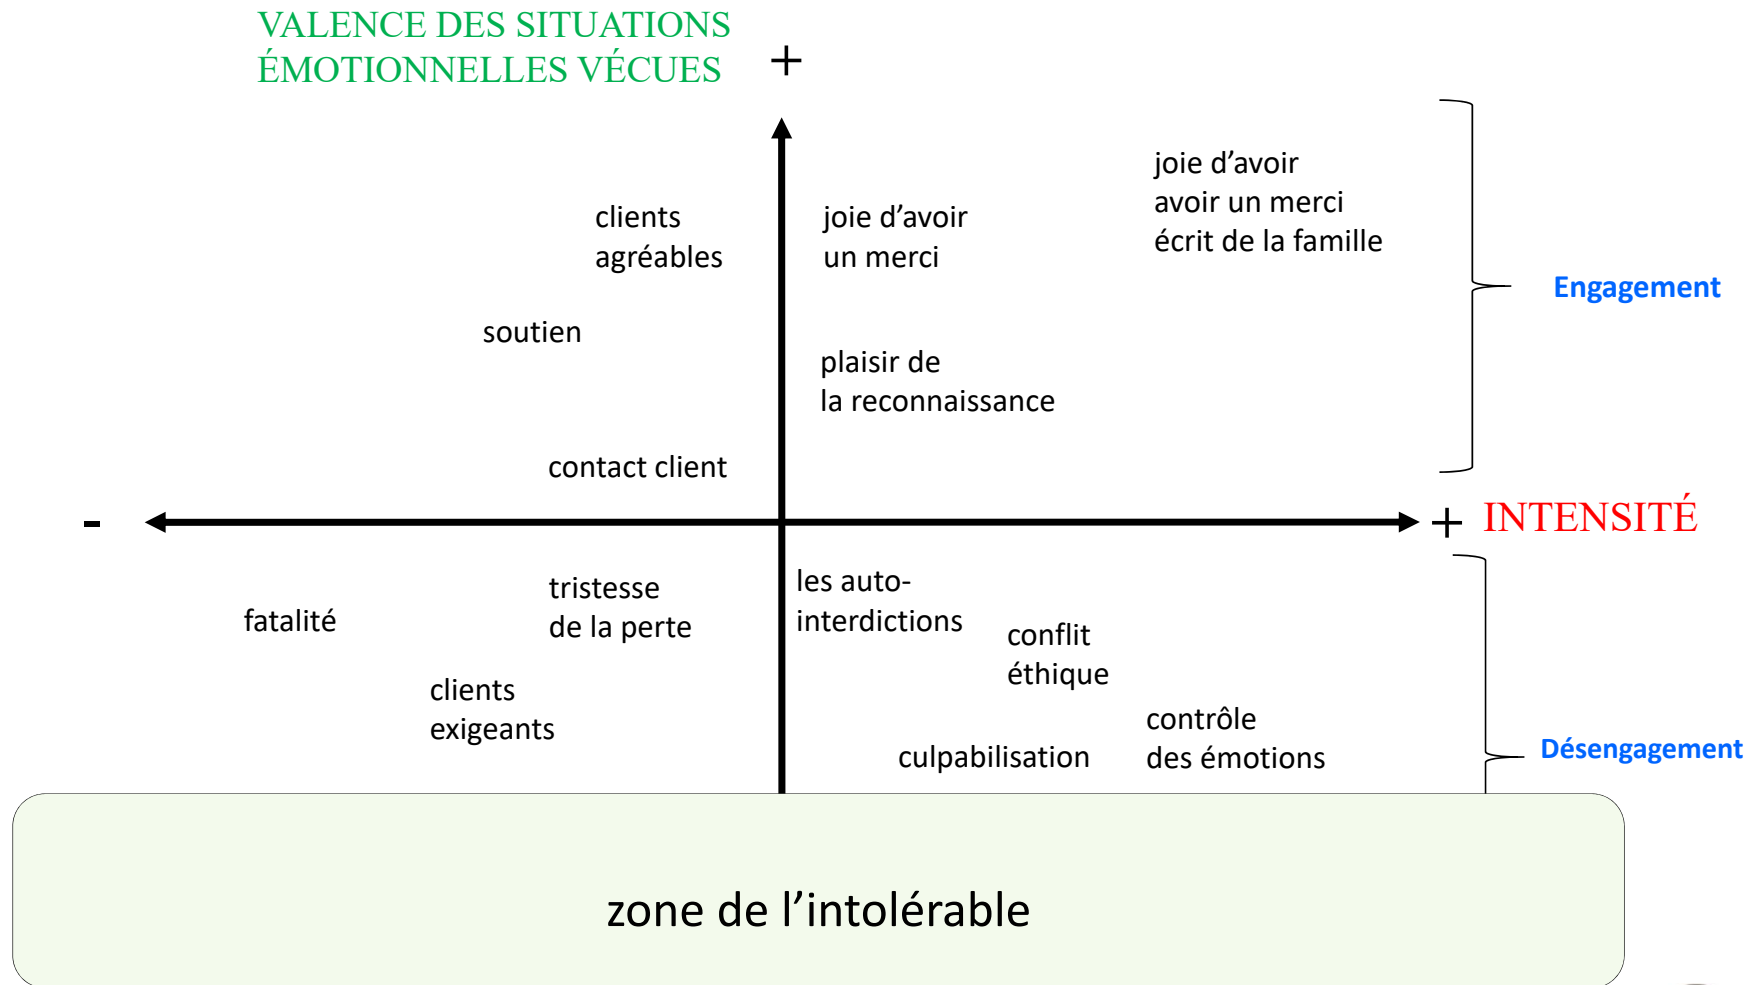 VALENCE DES SITUATIONS
ÉMOTIONNELLES VÉCUES
+
joie d'avoir
avoir un merci
écrit de la famille
clients
agréables
joie d’avoir
un merci
Engagement
soutien
plaisir de
la reconnaissance
contact client
-
+ INTENSITÉ
fatalité
tristesse
de la perte
les auto-
interdictions
conflit
éthique
clients
exigeants
contrôle
des émotions
culpabilisation
Désengagement
zone de l’intolérable